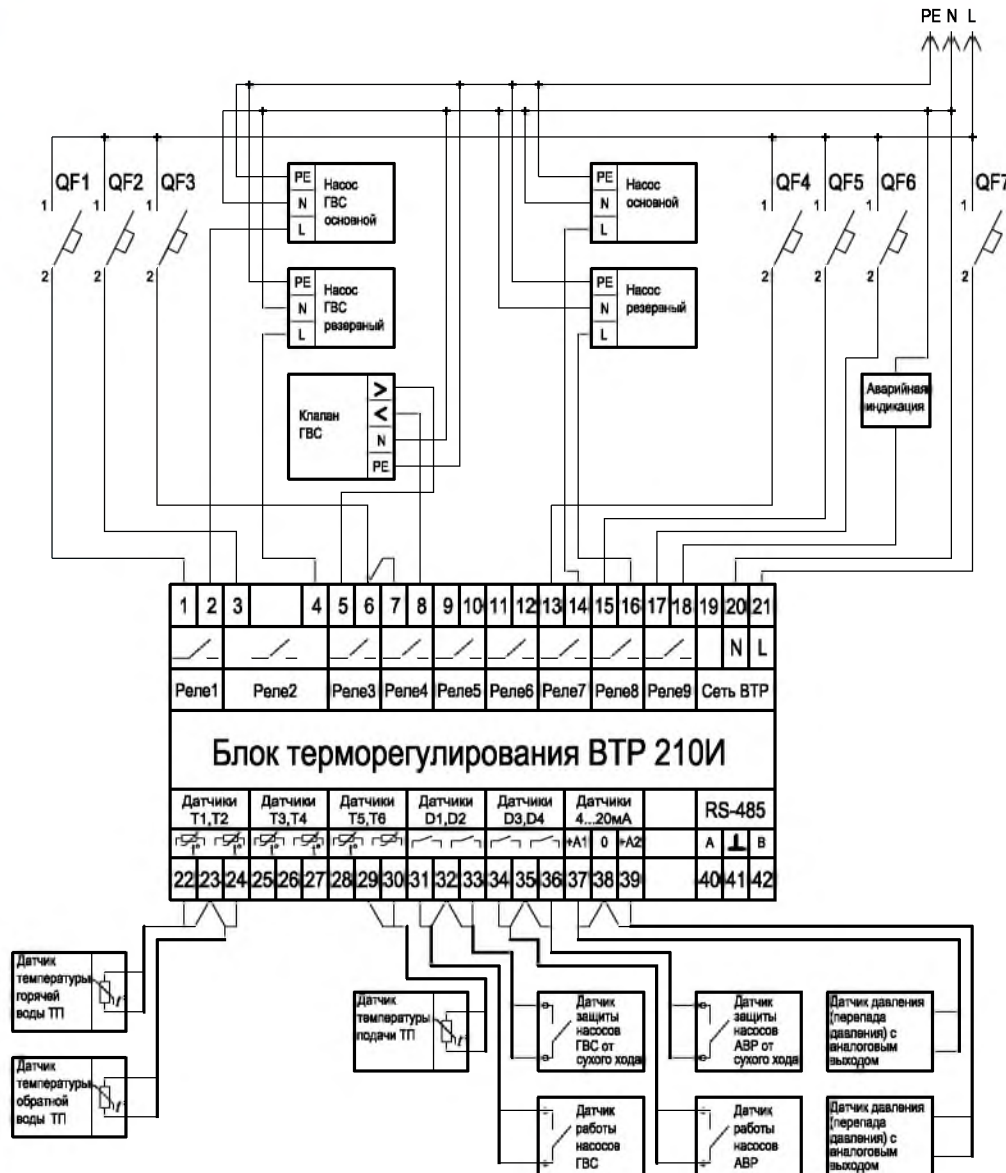 PE N L
QF1 QF2 QF3 QF4 QF5 QF6 QF7
1 1 1 1 1 1 1
2 2 2 2 2 2 2
PE
N
L
Насос
ГВС
основной
PE
N
L
Насос
основной
PE
N
L
Насос
ГВС
резервный
PE
N
L
Насос
резервный
Клапан
ГВС
>
<
N
PE
Аварийная
индикация
1 2 3 4 5 6 7 8 9 10 11 12 13 14 15 16 17 18 19 20 21
N L
Реле1 Реле2 Реле3 Реле4 Реле5 Реле6 Реле7 Реле8 Реле9 Сеть ВТР
Блок терморегулирования ВТР 210И
Датчики
Т1,Т2
Датчики
Т3,Т4
Датчики
Т5,Т6
Датчики
D1,D2
Датчики
D3,D4
Датчики
4...20мА
RS-485
t° t° t° t° t° t° +A1 0 +A2 A B
22 23 24 25 26 27 28 29 30 31 32 33 34 35 36 37 38 39 40 41 42
Датчик
температуры
горячей
воды ТП
t°
Датчик
температуры
подачи ТП
t°
Датчик
защиты
насосов
ГВС от
сухого хода
Датчик
защиты
насосов
АВР от
сухого хода
Датчик давления
(перепада
давления) с
аналоговым
выходом
Датчик
температуры
обратной
воды ТП
t°
Датчик
работы
насосов
ГВС
Датчик
работы
насосов
АВР
Датчик давления
(перепада
давления) с
аналоговым
выходом